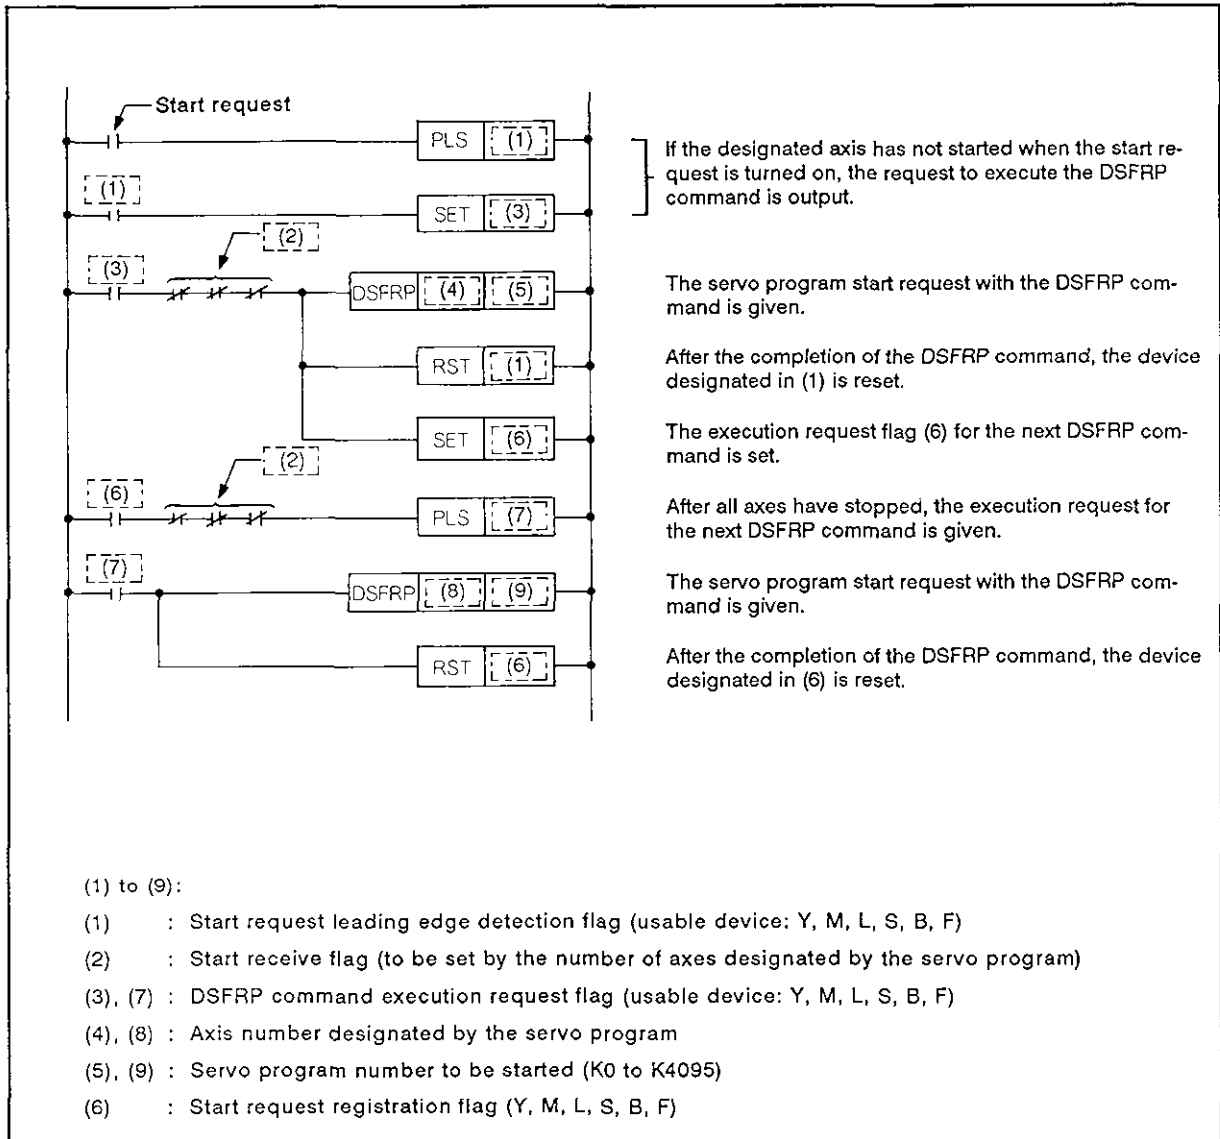 Start request
PLS (1)
If the designated axis has not started when the start re-
quest is turned on, the request to execute the DSFRP
command is output.
(1)
SET (3)
(2)
(3)
DSFRP (4) (5)
The servo program start request with the DSFRP com-
mand is given.
RST (1)
After the completion of the DSFRP command, the device
designated in (1) is reset.
SET (6)
The execution request flag (6) for the next DSFRP com-
mand is set.
(2)
(6)
PLS (7)
After all axes have stopped, the execution request for
the next DSFRP command is given.
(7)
DSFRP (8) (9)
The servo program start request with the DSFRP com-
mand is given.
RST (6)
After the completion of the DSFRP command, the device
designated in (6) is reset.
(1) to (9):
(1) : Start request leading edge detection flag (usable device: Y, M, L, S, B, F)
(2) : Start receive flag (to be set by the number of axes designated by the servo program)
(3), (7) : DSFRP command execution request flag (usable device: Y, M, L, S, B, F)
(4), (8) : Axis number designated by the servo program
(5), (9) : Servo program number to be started (K0 to K4095)
(6) : Start request registration flag (Y, M, L, S, B, F)